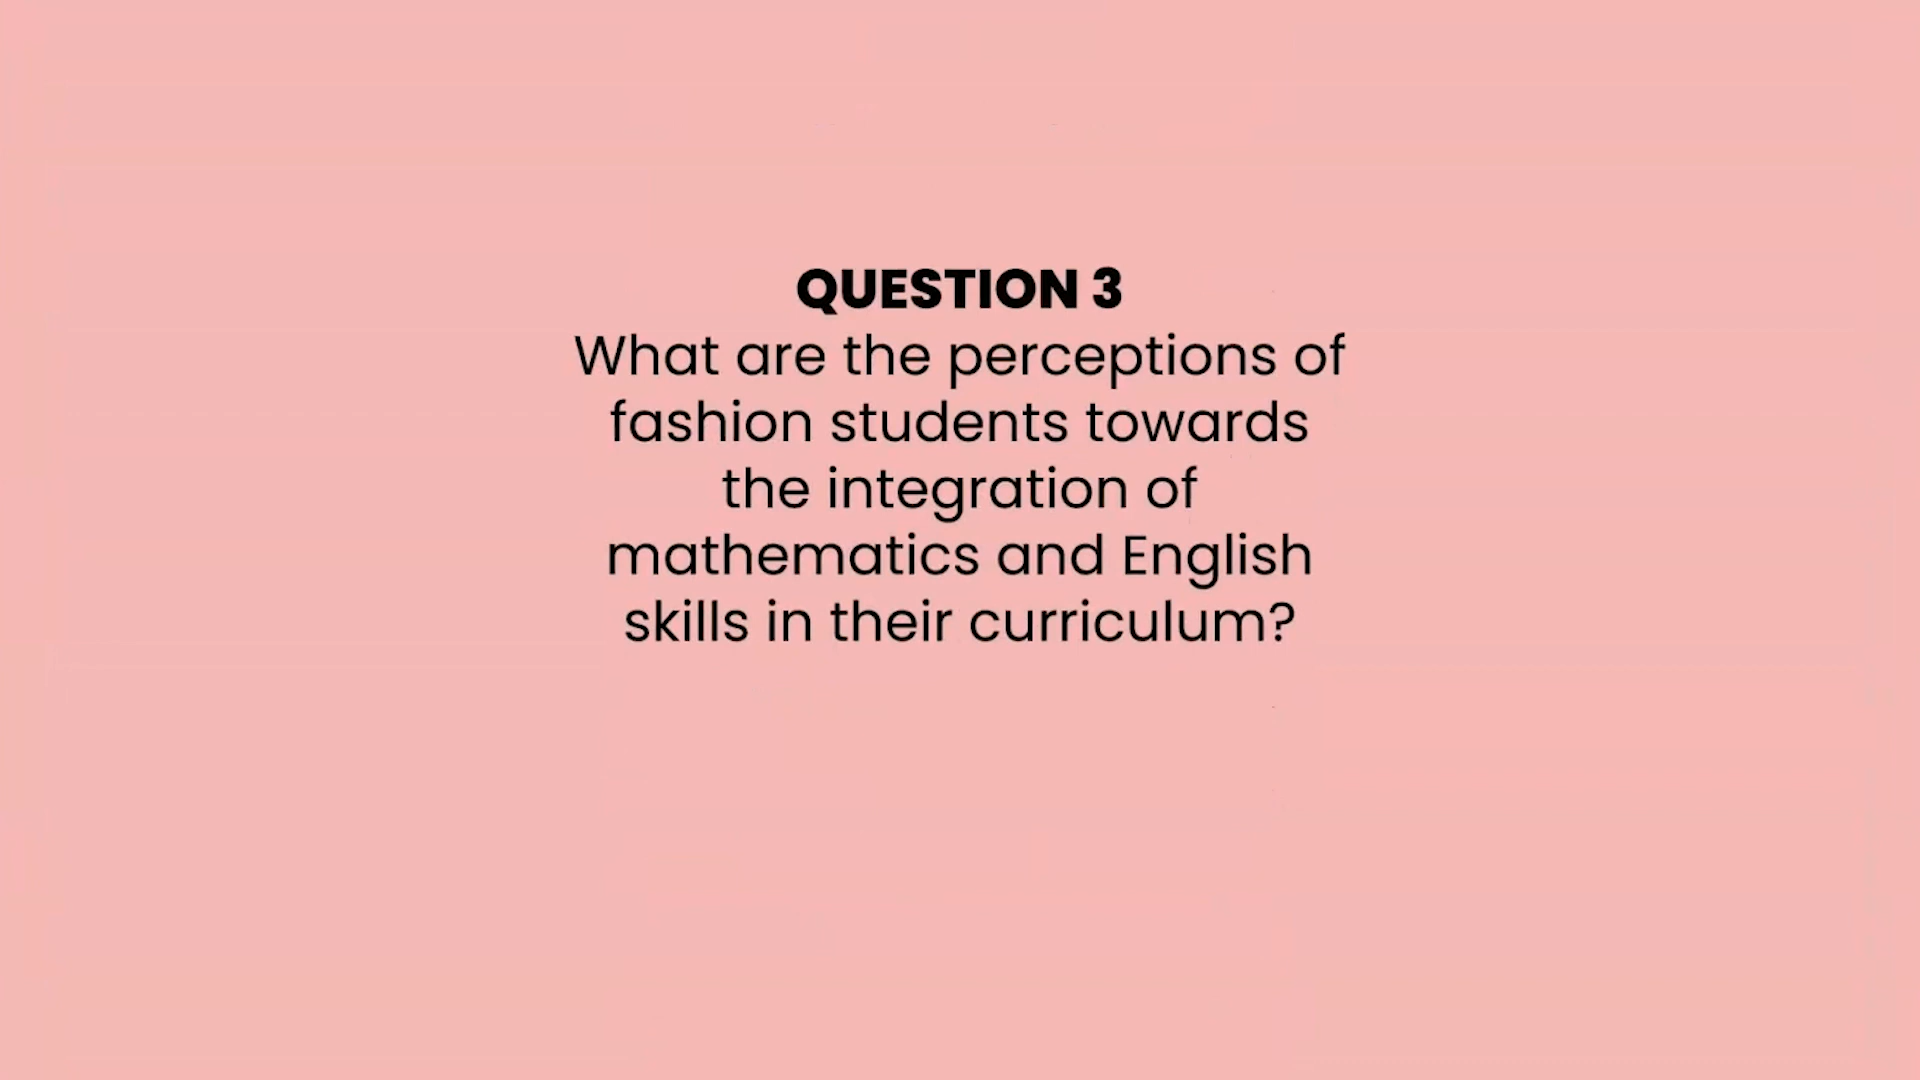 QUESTION 3
What are the perceptions of
fashion students towards
the integration of
mathematics and English
skills in their curriculum?